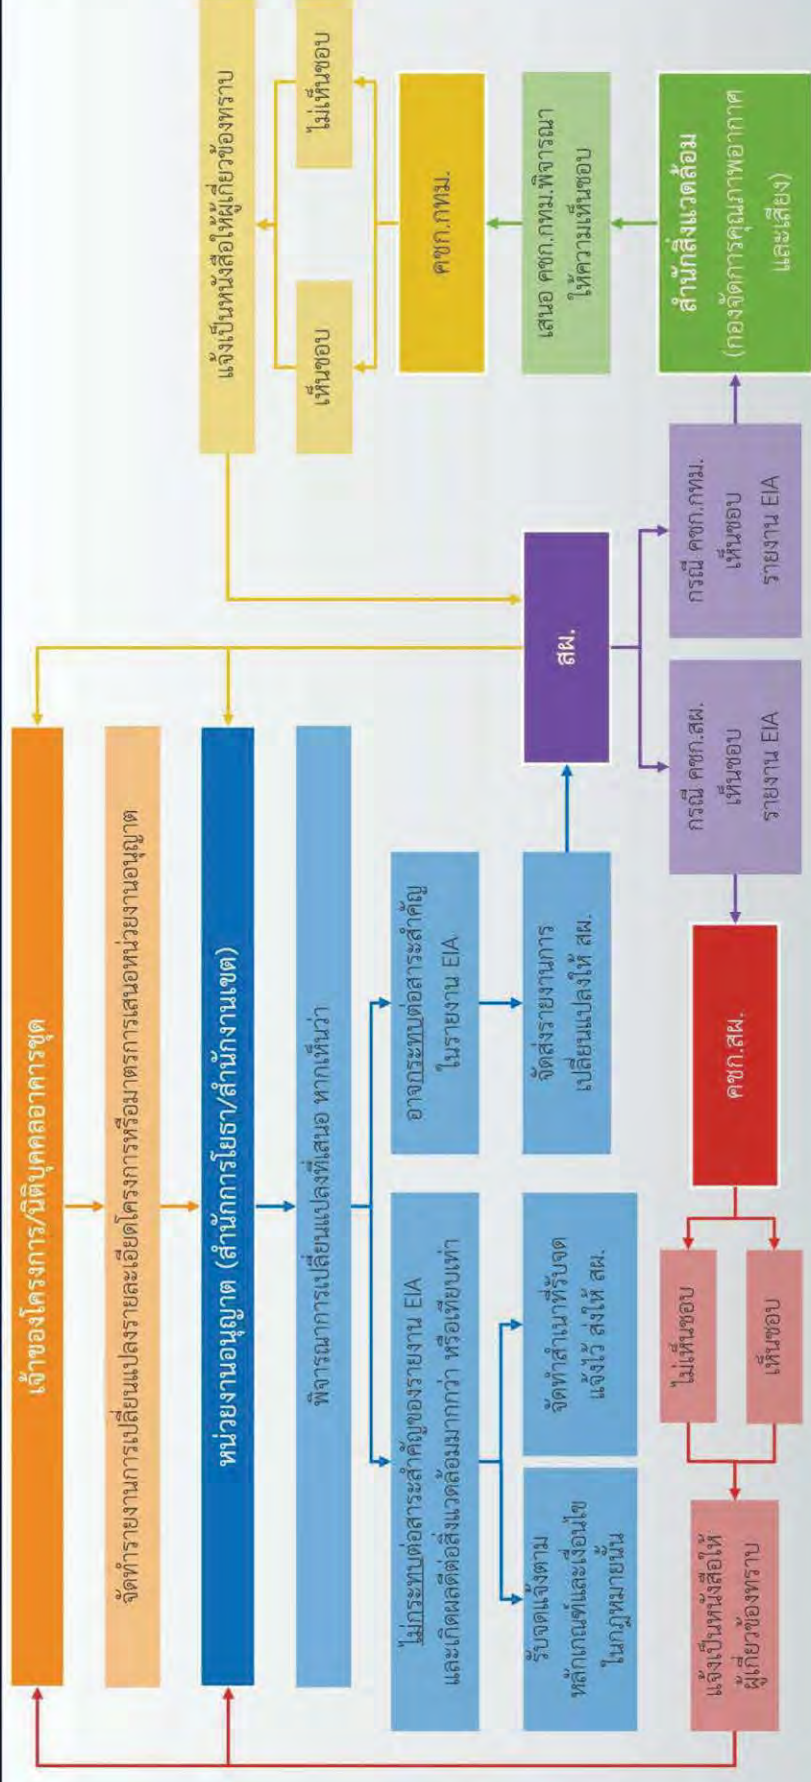 เจ้าของโครงการ/นิติบุคคลอาคารชุด
จัดทำรายงานการเปลี่ยนแปลงรายละเอียดโครงการหรือมาตรการเสนอหน่วยงานอนุญาต
หน่วยงานอนุญาต (สำนักการโยธา/สำนักงานเขต)
พิจารณาการเปลี่ยนแปลงที่เสนอ หากเห็นว่า
ไม่กระทบต่อสาระสำคัญของรายงาน EIA
และเกิดผลดีต่อสิ่งแวดล้อมมากกว่า หรือเทียบเท่า
อาจกระทบต่อสาระสำคัญ
ในรายงาน EIA
รับจดแจ้งตาม
หลักเกณฑ์และเงื่อนไข
ในกฎหมายนั้น
จัดทำสำเนาที่รับจด
แจ้งไว้ ส่งให้ สผ.
จัดส่งรายงานการ
เปลี่ยนแปลงให้ สผ.
สผ.
กรณี คชก.สผ.
เห็นชอบ
รายงาน EIA
กรณี คชก.กทม.
เห็นชอบ
รายงาน EIA
คชก.สผ.
ไม่เห็นชอบ
เห็นชอบ
แจ้งเป็นหนังสือให้
ผู้เกี่ยวข้องทราบ
สำนักสิ่งแวดล้อม
(กองจัดการคุณภาพอากาศ
และเสียง)
เสนอ คชก.กทม.พิจารณา
ให้ความเห็นชอบ
คชก.กทม.
เห็นชอบ
ไม่เห็นชอบ
แจ้งเป็นหนังสือให้ผู้เกี่ยวข้องทราบ